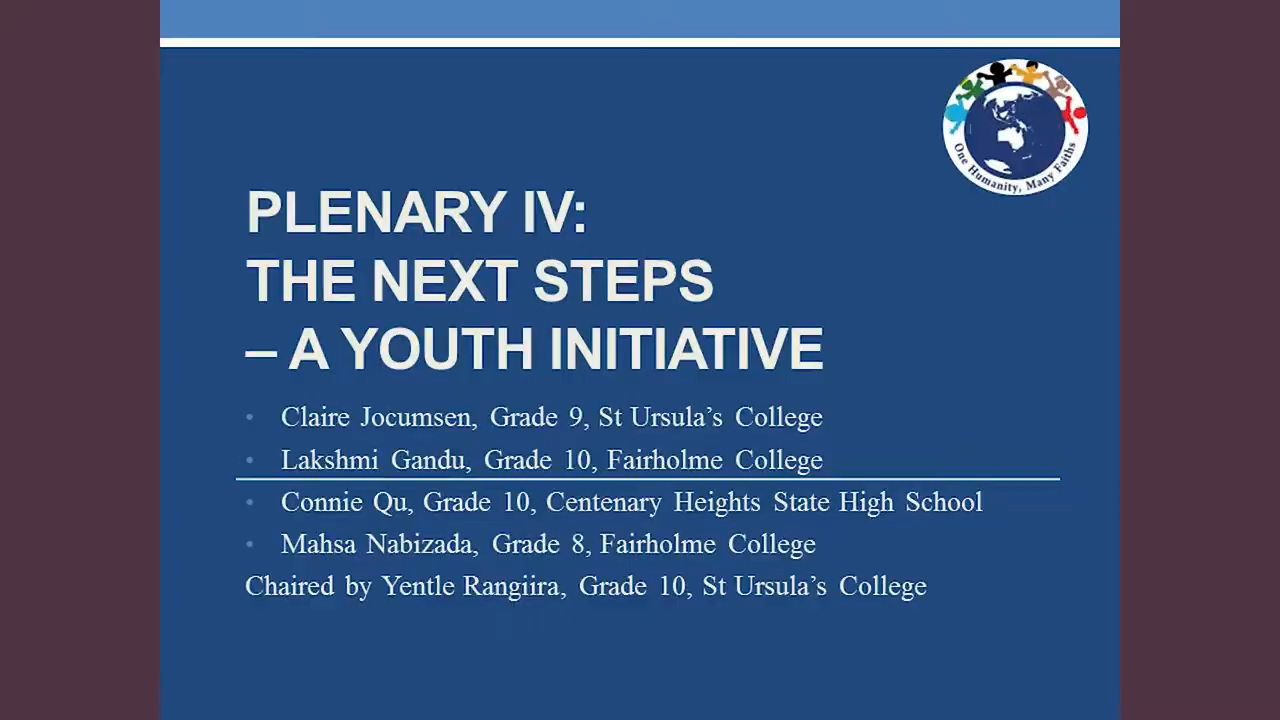 One Humanity, Many Faiths
PLENARY IV:
THE NEXT STEPS
– A YOUTH INITIATIVE
• Claire Jocumsen, Grade 9, St Ursula’s College
• Lakshmi Gandu, Grade 10, Fairholme College
• Connie Qu, Grade 10, Centenary Heights State High School
• Mahsa Nabizada, Grade 8, Fairholme College
Chaired by Yentle Rangiira, Grade 10, St Ursula’s College